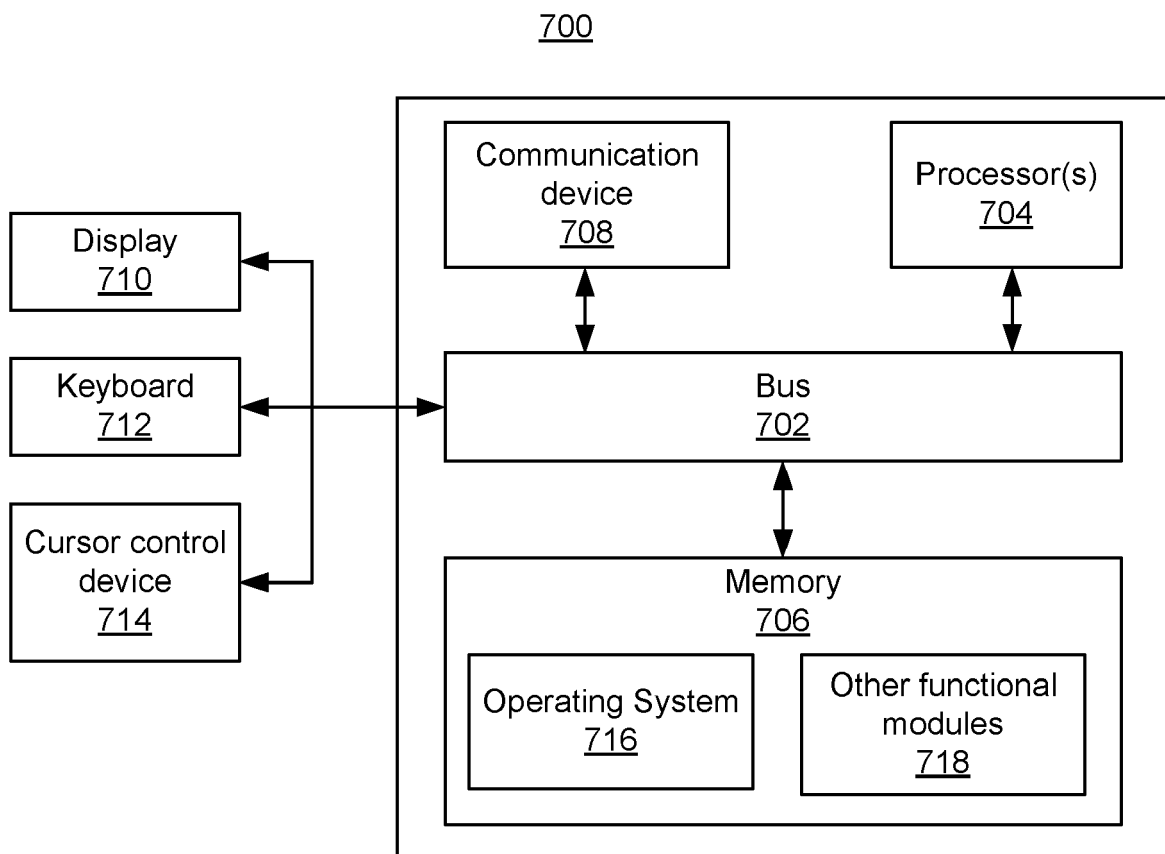 700
Communication
device
708
Processor(s)
704
Display
710
Keyboard
712
Bus
702
Cursor control
device
714
Memory
706
Operating System
716
Other functional
modules
718